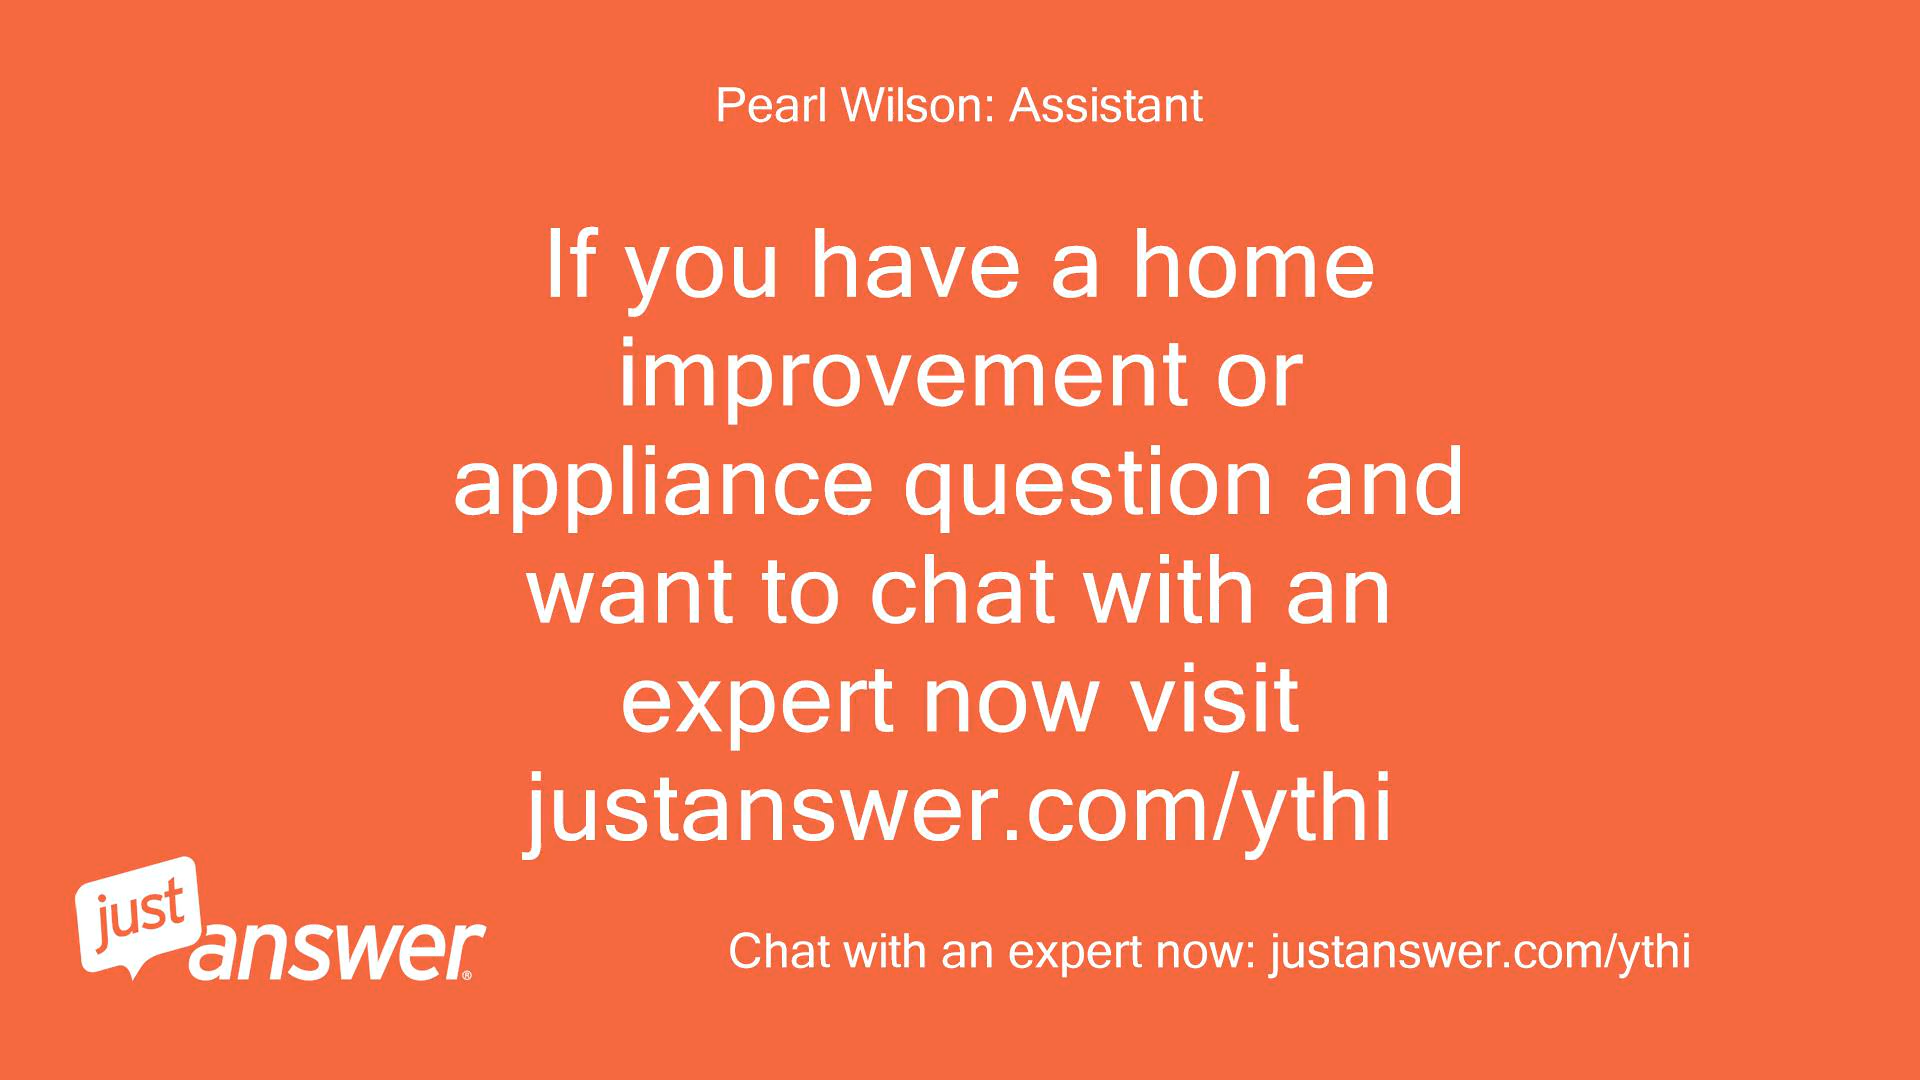 Pearl Wilson: Assistant
If you have a home
improvement or
appliance question and
want to chat with an
expert now visit
justanswer.com/ythi
just
answer®
Chat with an expert now: justanswer.com/ythi